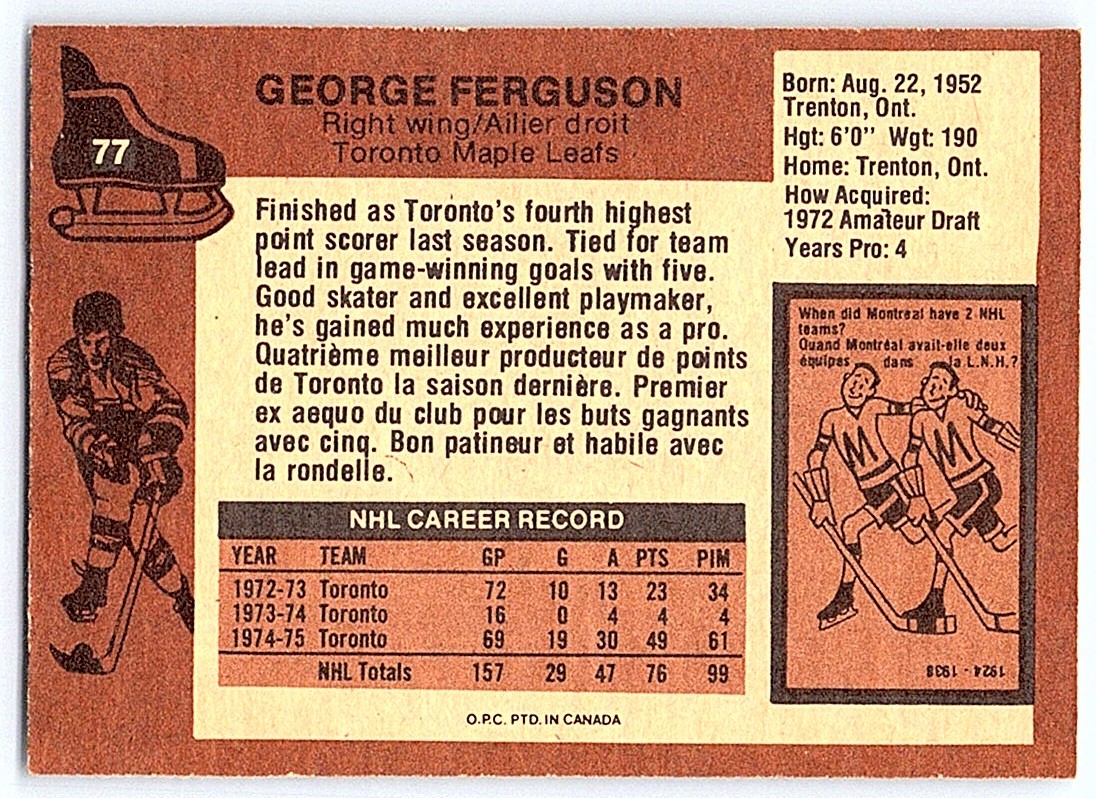 77
GEORGE FERGUSON
Right wing/Ailier droit
Toronto Maple Leafs
Born: Aug. 22, 1952
Trenton, Ont.
Hgt: 6'0" Wgt: 190
Home: Trenton, Ont.
How Acquired:
1972 Amateur Draft
Years Pro: 4
Finished as Toronto's fourth highest
point scorer last season. Tied for team
lead in game-winning goals with five.
Good skater and excellent playmaker,
he's gained much experience as a pro.
Quatrième meilleur producteur de points
de Toronto la saison dernière. Premier
ex aequo du club pour les buts gagnants
avec cinq. Bon patineur et habile avec
la rondelle.
When did Montreal have 2 NHL
teams?
Quand Montréal avait-elle deux
équipes dans la L.N.H.?
M M
1924 - 1938
NHL CAREER RECORD
YEAR TEAM GP G A PTS PIM
1972-73 Toronto 72 10 13 23 34
1973-74 Toronto 16 0 4 4 4
1974-75 Toronto 69 19 30 49 61
NHL Totals 157 29 47 76 99
O.P.C. PTD. IN CANADA